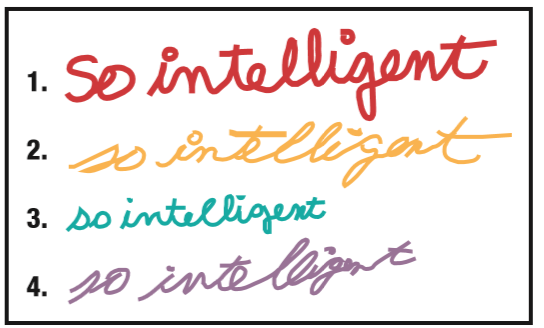 1. So intelligent
2. so intelligent
3. so intelligent
4. so intelligent